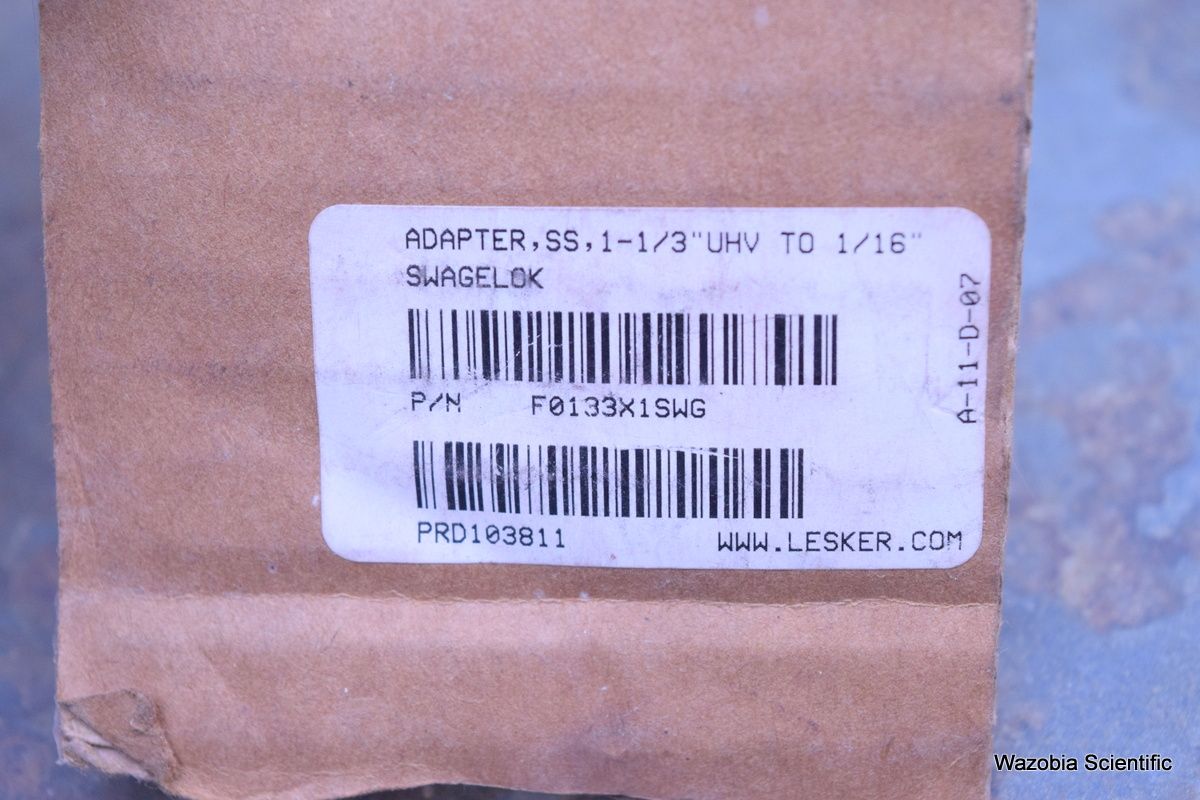 ADAPTER,SS,1-1/3"UHV TO 1/16"
SWAGELOK
P/N F0133X1SWG
PRD103811
WWW.LESKER.COM
A-11-D-07
Wazobia Scientific